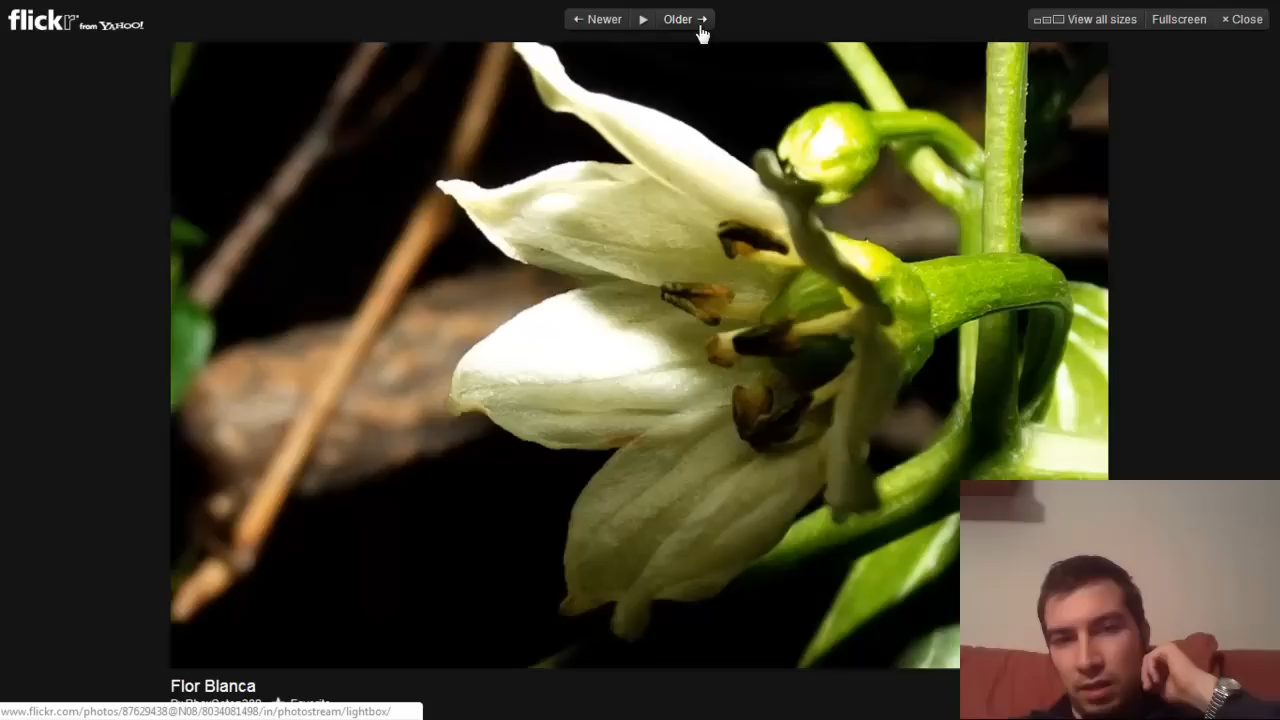 flickr from YAHOO!
← Newer
Older →
View all sizes
Fullscreen
× Close
Flor Blanca
www.flickr.com/photos/87629438@N08/8034081498/in/photostream/lightbox/